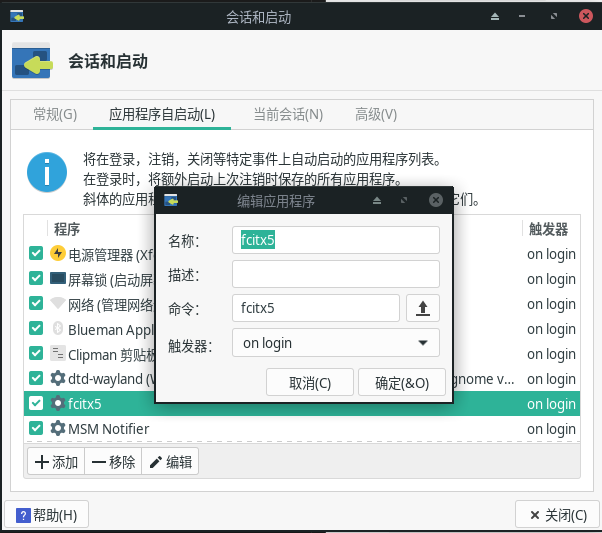 会话和启动
会话和启动
常规(G) 应用程序自启动(L) 当前会话(N) 高级(V)
将在登录，注销，关闭等特定事件上自动启动的应用程序列表。
在登录时，将额外启动上次注销时保存的所有应用程序。
斜体的应用程 们。
编辑应用程序
名称: fcitx5
描述:
命令: fcitx5
触发器: on login
取消(C) 确定(&O)
程序 触发器
电源管理器 (Xf on login
屏幕锁 (启动屏 on login
网络 (管理网络 on login
Blueman Appl on login
Clipman 剪贴板 on login
dtd-wayland ( gnome v... on login
fcitx5 on login
MSM Notifier on login
添加 移除 编辑
帮助(H) 关闭(C)